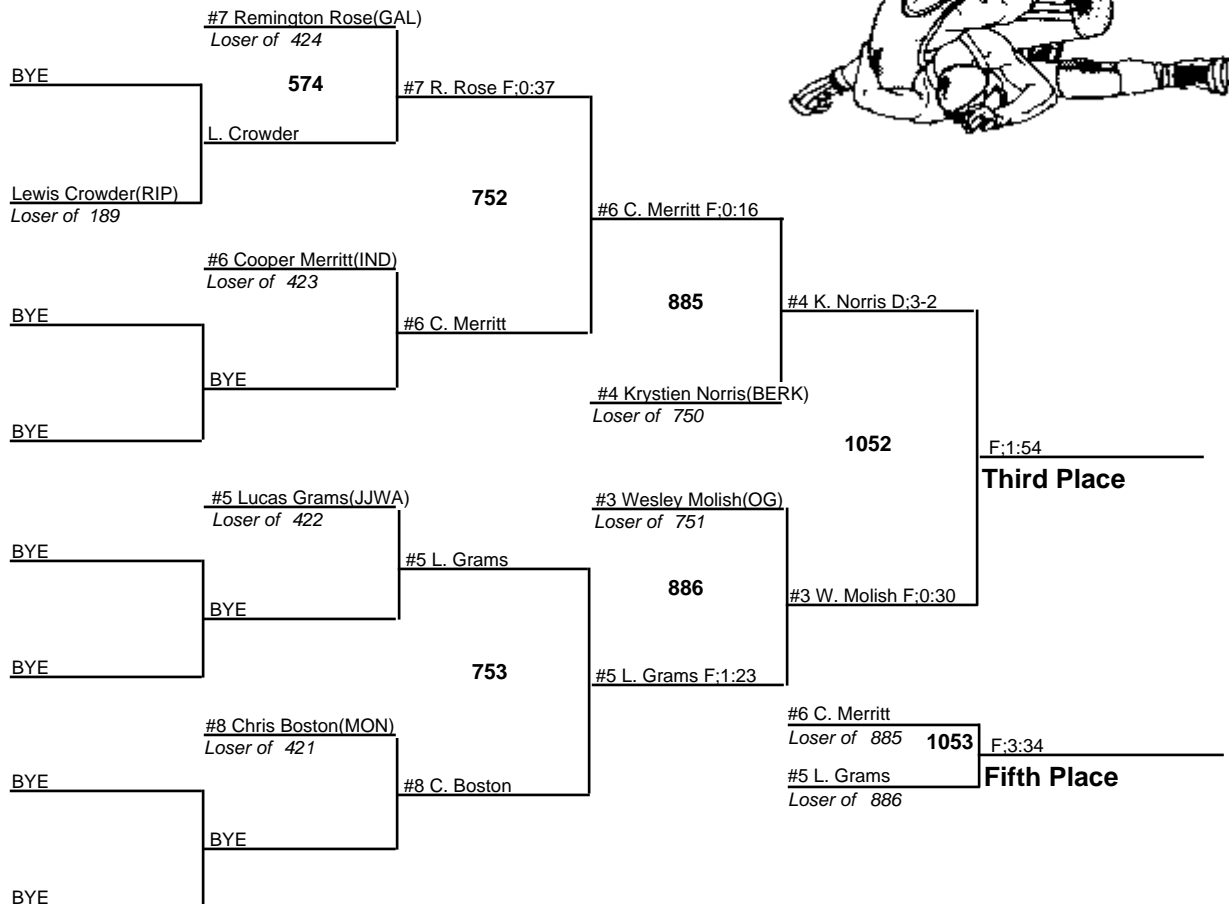 #7 Remington Rose(GAL)
Loser of 424
BYE
574
#7 R. Rose F:0:37
L. Crowder
Lewis Crowder(RIP)
Loser of 189
752
#6 C. Merritt F;0:16
#6 Cooper Merritt(IND)
Loser of 423
885
#4 K. Norris D;3-2
BYE
#6 C. Merritt
BYE
#4 Krystien Norris(BERK)
Loser of 750
BYE
1052
F;1:54
Third Place
#5 Lucas Grams(JJWA)
Loser of 422
#3 Wesley Molish(OG)
Loser of 751
BYE
#5 L. Grams
886
#3 W. Molish F;0:30
BYE
BYE
753
#5 L. Grams F;1:23
#8 Chris Boston(MON)
Loser of 421
#6 C. Merritt
Loser of 885
1053
F;3:34
Fifth Place
BYE
#8 C. Boston
#5 L. Grams
Loser of 886
BYE
BYE